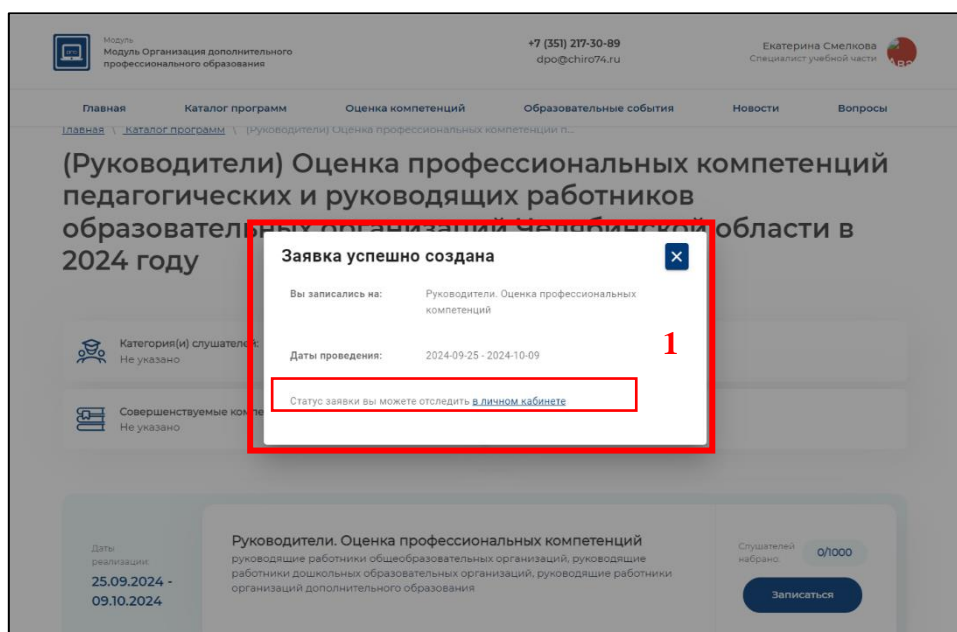 Модуль
Модуль Организация дополнительного
профессионального образования
+7 (351) 217-30-89
dpo@chiro74.ru
Екатерина Смелкова
Специалист учебной части
Главная Каталог программ Оценка компетенций Образовательные события Новости Вопросы
Главная \ Каталог программ \ (Руководители) Оценка профессиональных компетенций п...
(Руководители) Оценка профессиональных компетенций
педагогических и руководящих работников
образовательных организаций Челябинской области в
2024 году
Заявка успешно создана
Вы записались на: Руководители. Оценка профессиональных
компетенций
1
Даты проведения: 2024-09-25 - 2024-10-09
Статус заявки вы можете отследить в личном кабинете
Категория(и) слушателей:
Не указано
Совершенствуемые компе
Не указано
Даты
реализации:
25.09.2024 -
09.10.2024
Руководители. Оценка профессиональных компетенций
руководящие работники общеобразовательных организаций, руководящие
работники дошкольных образовательных организаций, руководящие работники
организаций дополнительного образования
Слушателей
набрано:
0/1000
Записаться